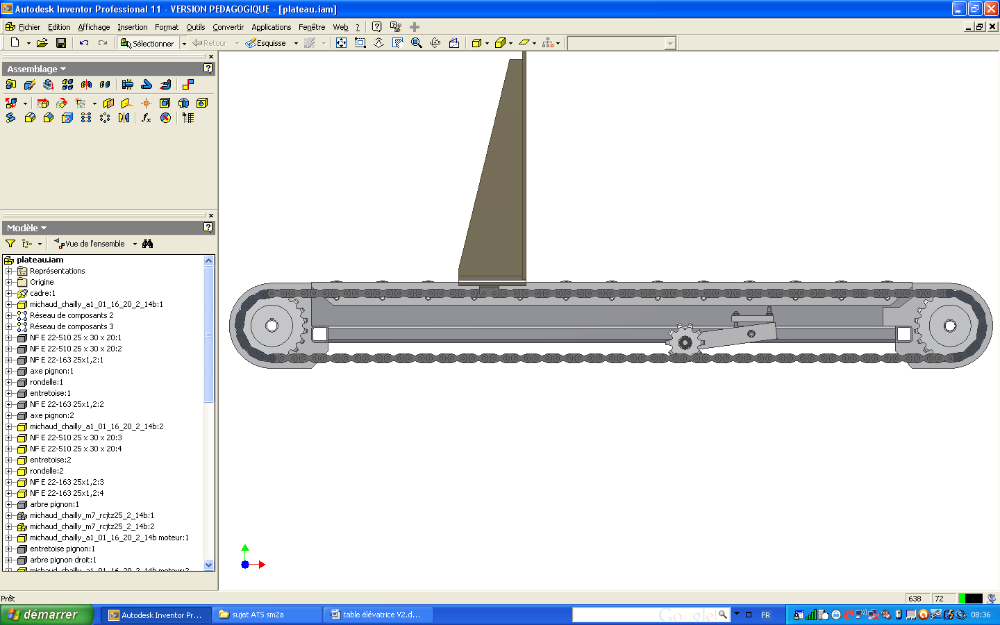 Autodesk Inventor Professional 11 - VERSION PEDAGOGIQUE - [plateau.iam]
Fichier Edition Affichage Insertion Format Outils Convertir Applications Fenêtre Web ?
Sélectionner Retour Esquisse
Assemblage
fx
Modèle
Vue de l'ensemble
plateau.iam
Représentations
Origine
cadre:1
michaud_chailly_a1_01_16_20_2_14b:1
Réseau de composants 2
Réseau de composants 3
NF E 22-510 25 x 30 x 20:1
NF E 22-510 25 x 30 x 20:2
NF E 22-163 25x1,2:1
axe pignon:1
rondelle:1
entretoise:1
NF E 22-163 25x1,2:2
axe pignon:2
michaud_chailly_a1_01_16_20_2_14b:2
NF E 22-510 25 x 30 x 20:3
NF E 22-510 25 x 30 x 20:4
entretoise:2
rondelle:2
NF E 22-163 25x1,2:3
NF E 22-163 25x1,2:4
arbre pignon:1
michaud_chailly_m7_rcjtz25_2_14b:1
michaud_chailly_m7_rcjtz25_2_14b:2
michaud_chailly_a1_01_16_20_2_14b moteur:1
entretoise pignon:1
arbre pignon droit:1
michaud_chailly_a1_01_16_20_2_14b moteur:2
Prêt 638 72
démarrer Autodesk Inventor Pr... sujet ATS sm2a table élévatrice V2.d... Google FR 08:36